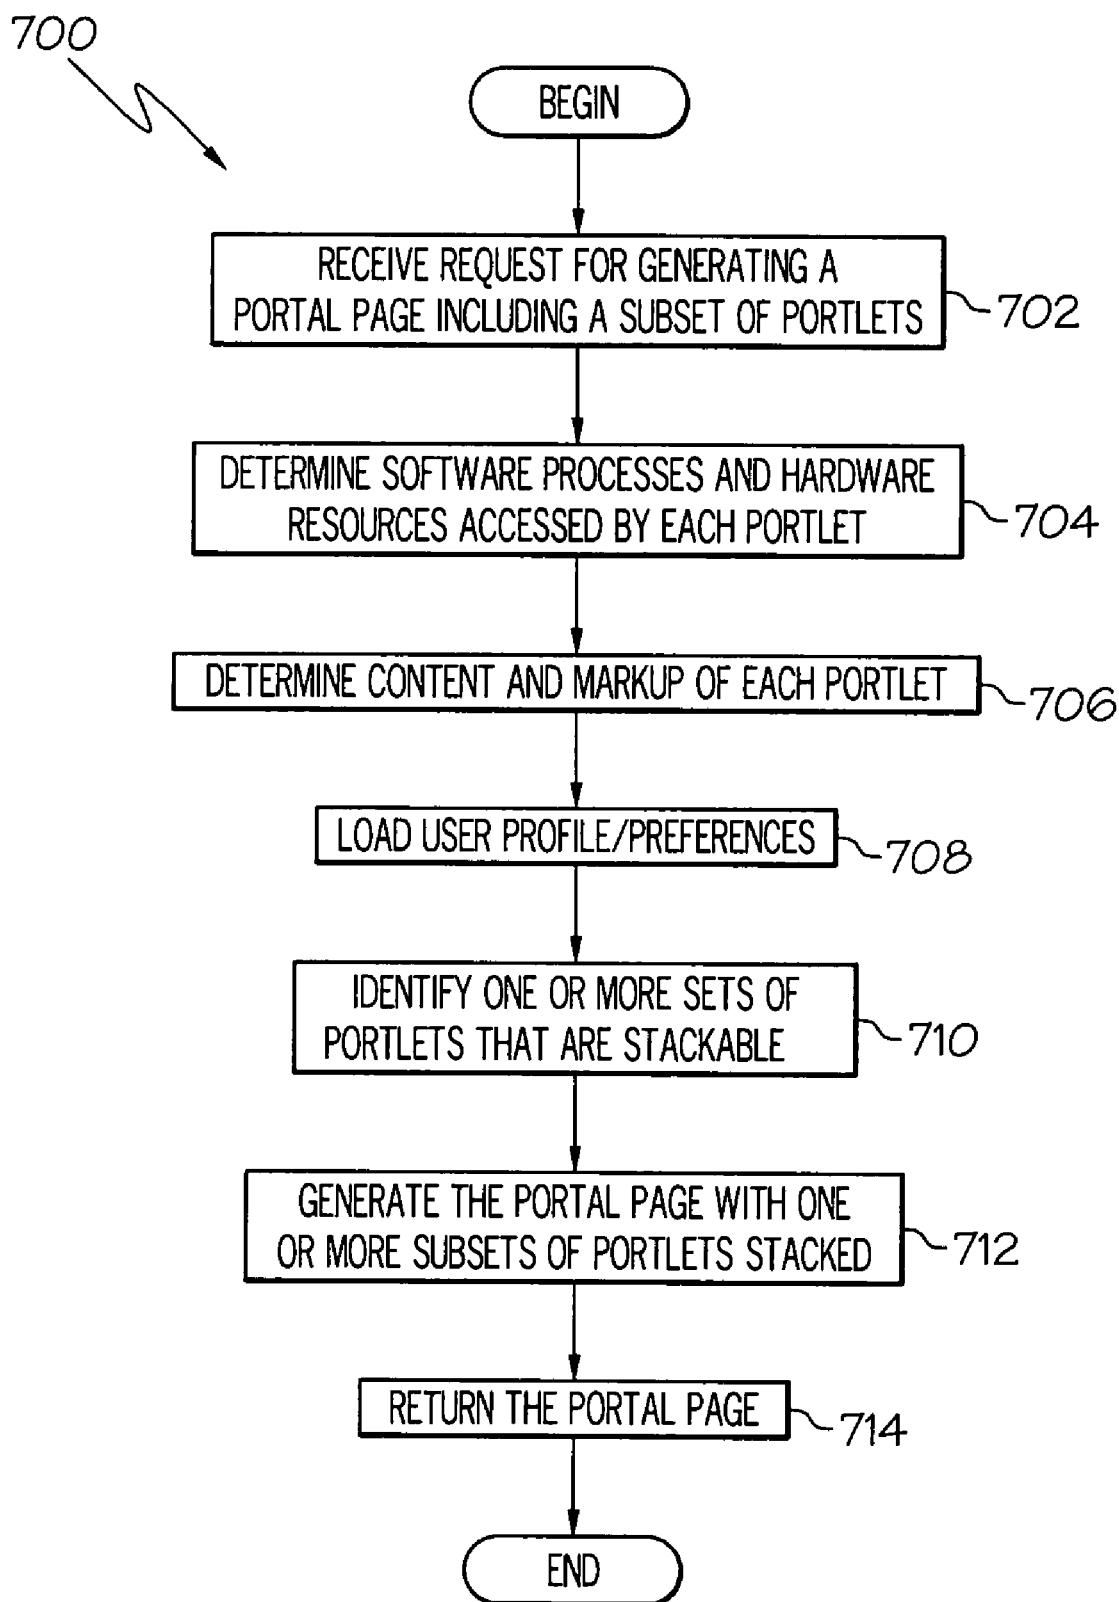 700
BEGIN
RECEIVE REQUEST FOR GENERATING A
PORTAL PAGE INCLUDING A SUBSET OF PORTLETS
702
DETERMINE SOFTWARE PROCESSES AND HARDWARE
RESOURCES ACCESSED BY EACH PORTLET
704
DETERMINE CONTENT AND MARKUP OF EACH PORTLET
706
LOAD USER PROFILE/PREFERENCES
708
IDENTIFY ONE OR MORE SETS OF
PORTLETS THAT ARE STACKABLE
710
GENERATE THE PORTAL PAGE WITH ONE
OR MORE SUBSETS OF PORTLETS STACKED
712
RETURN THE PORTAL PAGE
714
END